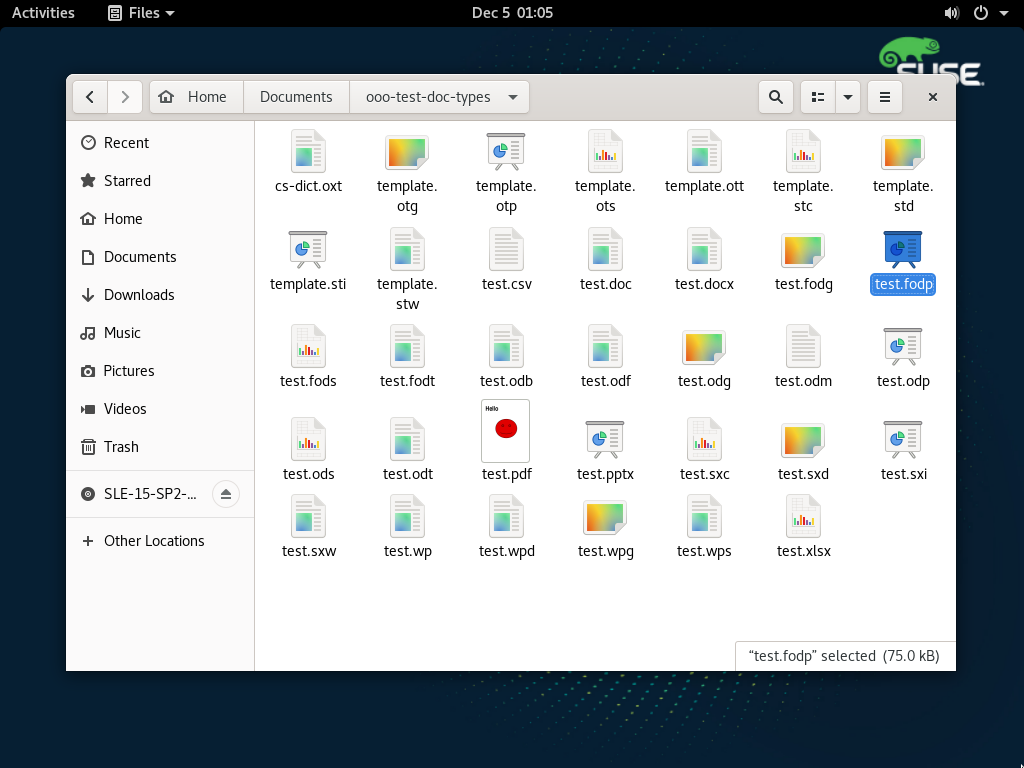 Activities
Files
Dec 5 01:05
SUSE
Home
Documents
ooo-test-doc-types
Recent
Starred
Home
Documents
Downloads
Music
Pictures
Videos
Trash
SLE-15-SP2-...
Other Locations
cs-dict.oxt
template.
otg
template.
otp
template.
ots
template.ott
template.
stc
template.
std
template.sti
template.
stw
test.csv
test.doc
test.docx
test.fodg
test.fodp
test.fods
test.fodt
test.odb
test.odf
test.odg
test.odm
test.odp
Hello
test.ods
test.odt
test.pdf
test.pptx
test.sxc
test.sxd
test.sxi
test.sxw
test.wp
test.wpd
test.wpg
test.wps
test.xlsx
“test.fodp” selected (75.0 kB)